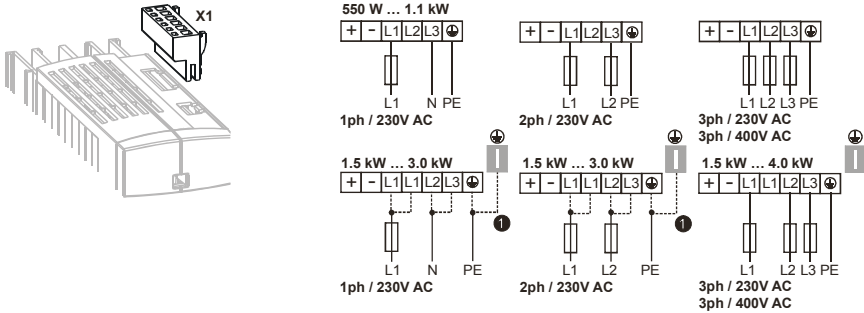 X1
550 W ... 1.1 kW
+ − L1 L2 L3
L1 N PE
1ph / 230V AC
+ − L1 L2 L3
L1 L2 PE
2ph / 230V AC
+ − L1 L2 L3
L1 L2 L3 PE
3ph / 230V AC
3ph / 400V AC
1.5 kW ... 3.0 kW
+ − L1 L1 L2 L3
1
L1 N PE
1ph / 230V AC
1.5 kW ... 3.0 kW
+ − L1 L1 L2 L3
1
L1 L2 PE
2ph / 230V AC
1.5 kW ... 4.0 kW
+ − L1 L1 L2 L3
L1 L2 L3 PE
3ph / 230V AC
3ph / 400V AC